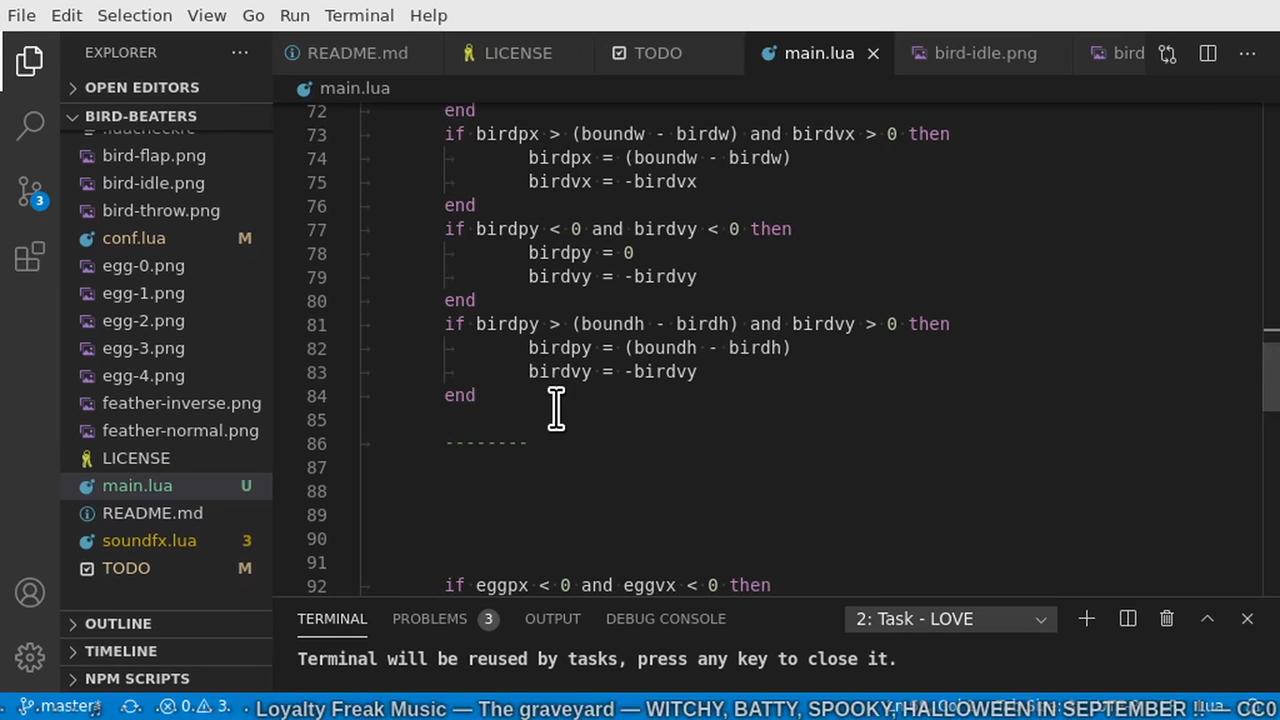 File Edit Selection View Go Run Terminal Help
EXPLORER
README.md LICENSE TODO main.lua bird-idle.png bird
OPEN EDITORS
BIRD-BEATERS
bird-flap.png
bird-idle.png
bird-throw.png
conf.lua M
egg-0.png
egg-1.png
egg-2.png
egg-3.png
egg-4.png
feather-inverse.png
feather-normal.png
LICENSE
main.lua U
README.md
soundfx.lua 3
TODO M
OUTLINE
TIMELINE
NPM SCRIPTS
3
main.lua
72 end
73 if birdpx > (boundw - birdw) and birdvx > 0 then
74 birdpx = (boundw - birdw)
75 birdvx = -birdvx
76 end
77 if birdpy < 0 and birdvy < 0 then
78 birdpy = 0
79 birdvy = -birdvy
80 end
81 if birdpy > (boundh - birdh) and birdvy > 0 then
82 birdpy = (boundh - birdh)
83 birdvy = -birdvy
84 end
85
86 --------
87
88
89
90
91
92 if eggpx < 0 and eggvx < 0 then
TERMINAL PROBLEMS 3 OUTPUT DEBUG CONSOLE 2: Task - LOVE
Terminal will be reused by tasks, press any key to close it.
master* 0 3
Loyalty Freak Music — The graveyard — WITCHY, BATTY, SPOOKY, HALLOWEEN IN SEPTEMBER !! — CC0